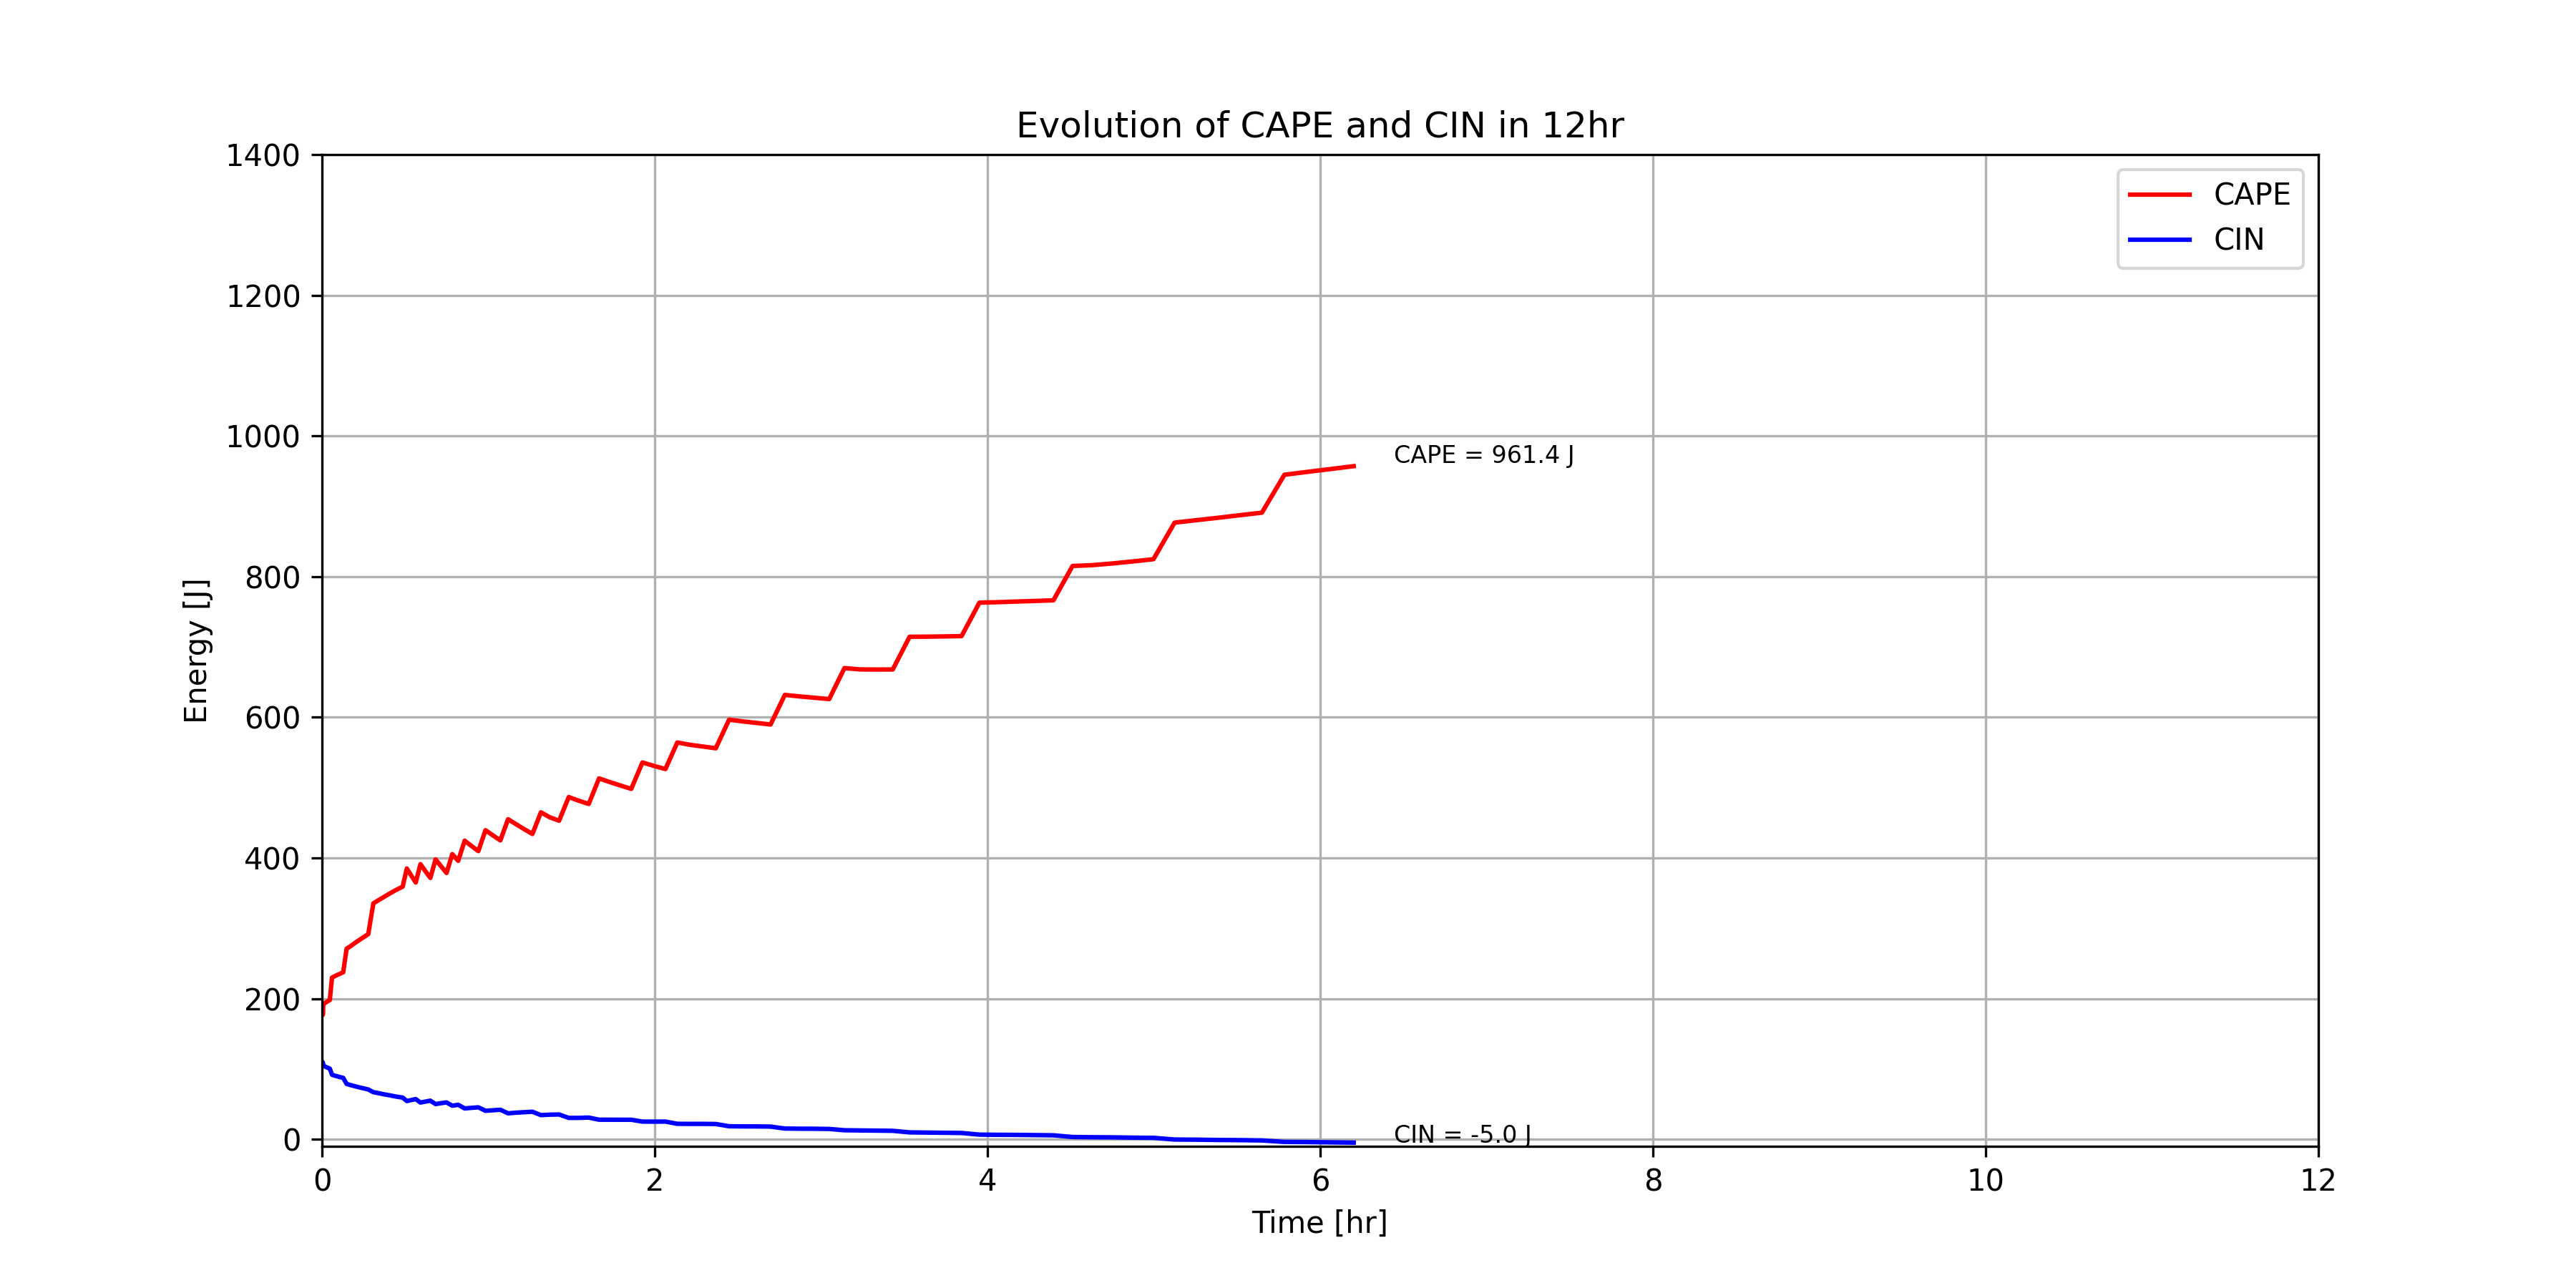 Evolution of CAPE and CIN in 12hr
1400
1200
1000
800
600
400
200
0
Energy [J]
CAPE
CIN
CAPE = 961.4 J
CIN = -5.0 J
0 2 4 6 8 10 12
Time [hr]